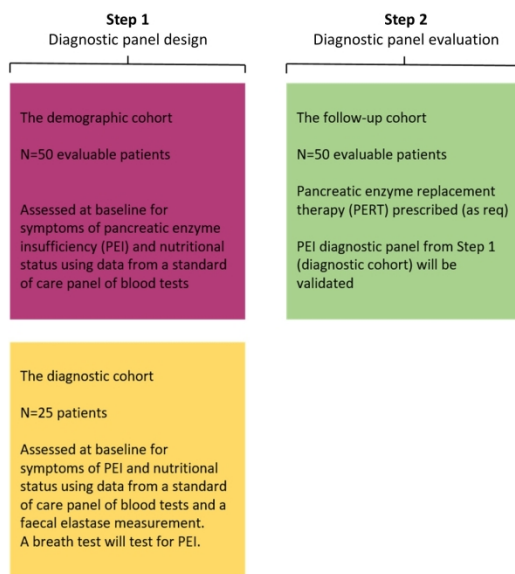 Step 1
Diagnostic panel design
The demographic cohort
N=50 evaluable patients
Assessed at baseline for
symptoms of pancreatic enzyme
insufficiency (PEI) and nutritional
status using data from a standard
of care panel of blood tests
The diagnostic cohort
N=25 patients
Assessed at baseline for
symptoms of PEI and nutritional
status using data from a standard
of care panel of blood tests and a
faecal elastase measurement.
A breath test will test for PEI.
Step 2
Diagnostic panel evaluation
The follow-up cohort
N=50 evaluable patients
Pancreatic enzyme replacement
therapy (PERT) prescribed (as req)
PEI diagnostic panel from Step 1
(diagnostic cohort) will be
validated